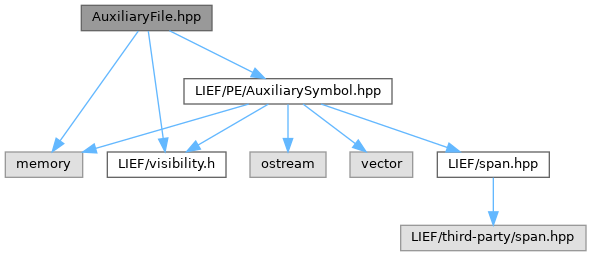 AuxiliaryFile.hpp
LIEF/PE/AuxiliarySymbol.hpp
memory
LIEF/visibility.h
ostream
vector
LIEF/span.hpp
LIEF/third-party/span.hpp